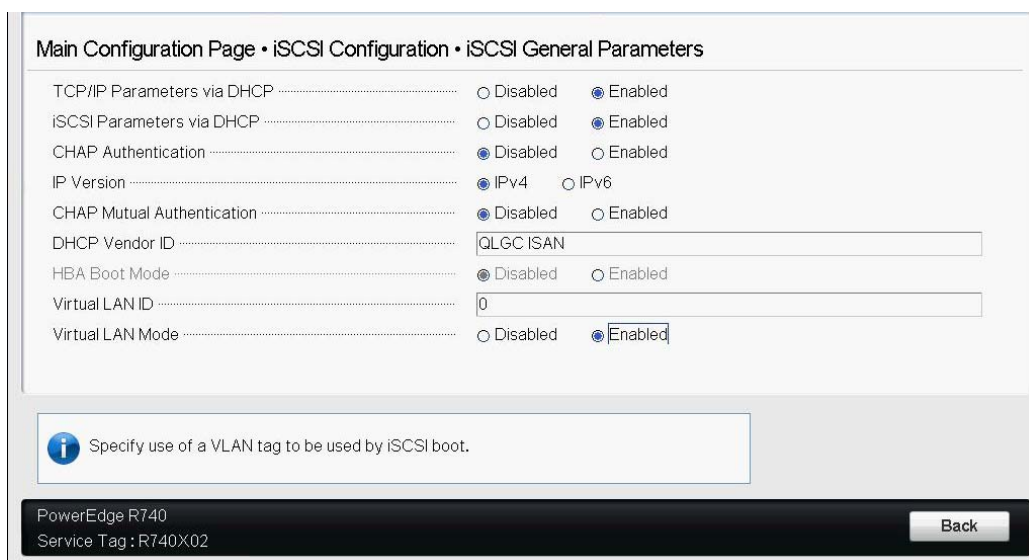 Main Configuration Page • iSCSI Configuration • iSCSI General Parameters
TCP/IP Parameters via DHCP Disabled Enabled
iSCSI Parameters via DHCP Disabled Enabled
CHAP Authentication Disabled Enabled
IP Version IPv4 IPv6
CHAP Mutual Authentication Disabled Enabled
DHCP Vendor ID QLGC ISAN
HBA Boot Mode Disabled Enabled
Virtual LAN ID 0
Virtual LAN Mode Disabled Enabled
Specify use of a VLAN tag to be used by iSCSI boot.
PowerEdge R740
Service Tag : R740X02
Back